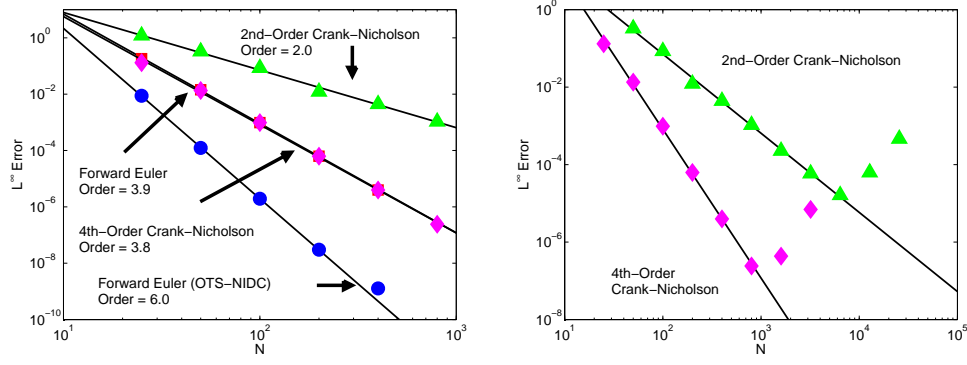 10^0
10^−2
10^−4
10^−6
10^−8
10^−10
L^∞ Error
2nd−Order Crank−Nicholson
Order = 2.0
Forward Euler
Order = 3.9
4th−Order Crank−Nicholson
Order = 3.8
Forward Euler (OTS−NIDC)
Order = 6.0
10^1
10^2
10^3
N
10^0
10^−2
10^−4
10^−6
10^−8
L^∞ Error
2nd−Order Crank−Nicholson
4th−Order
Crank−Nicholson
10^1
10^2
10^3
10^4
10^5
N